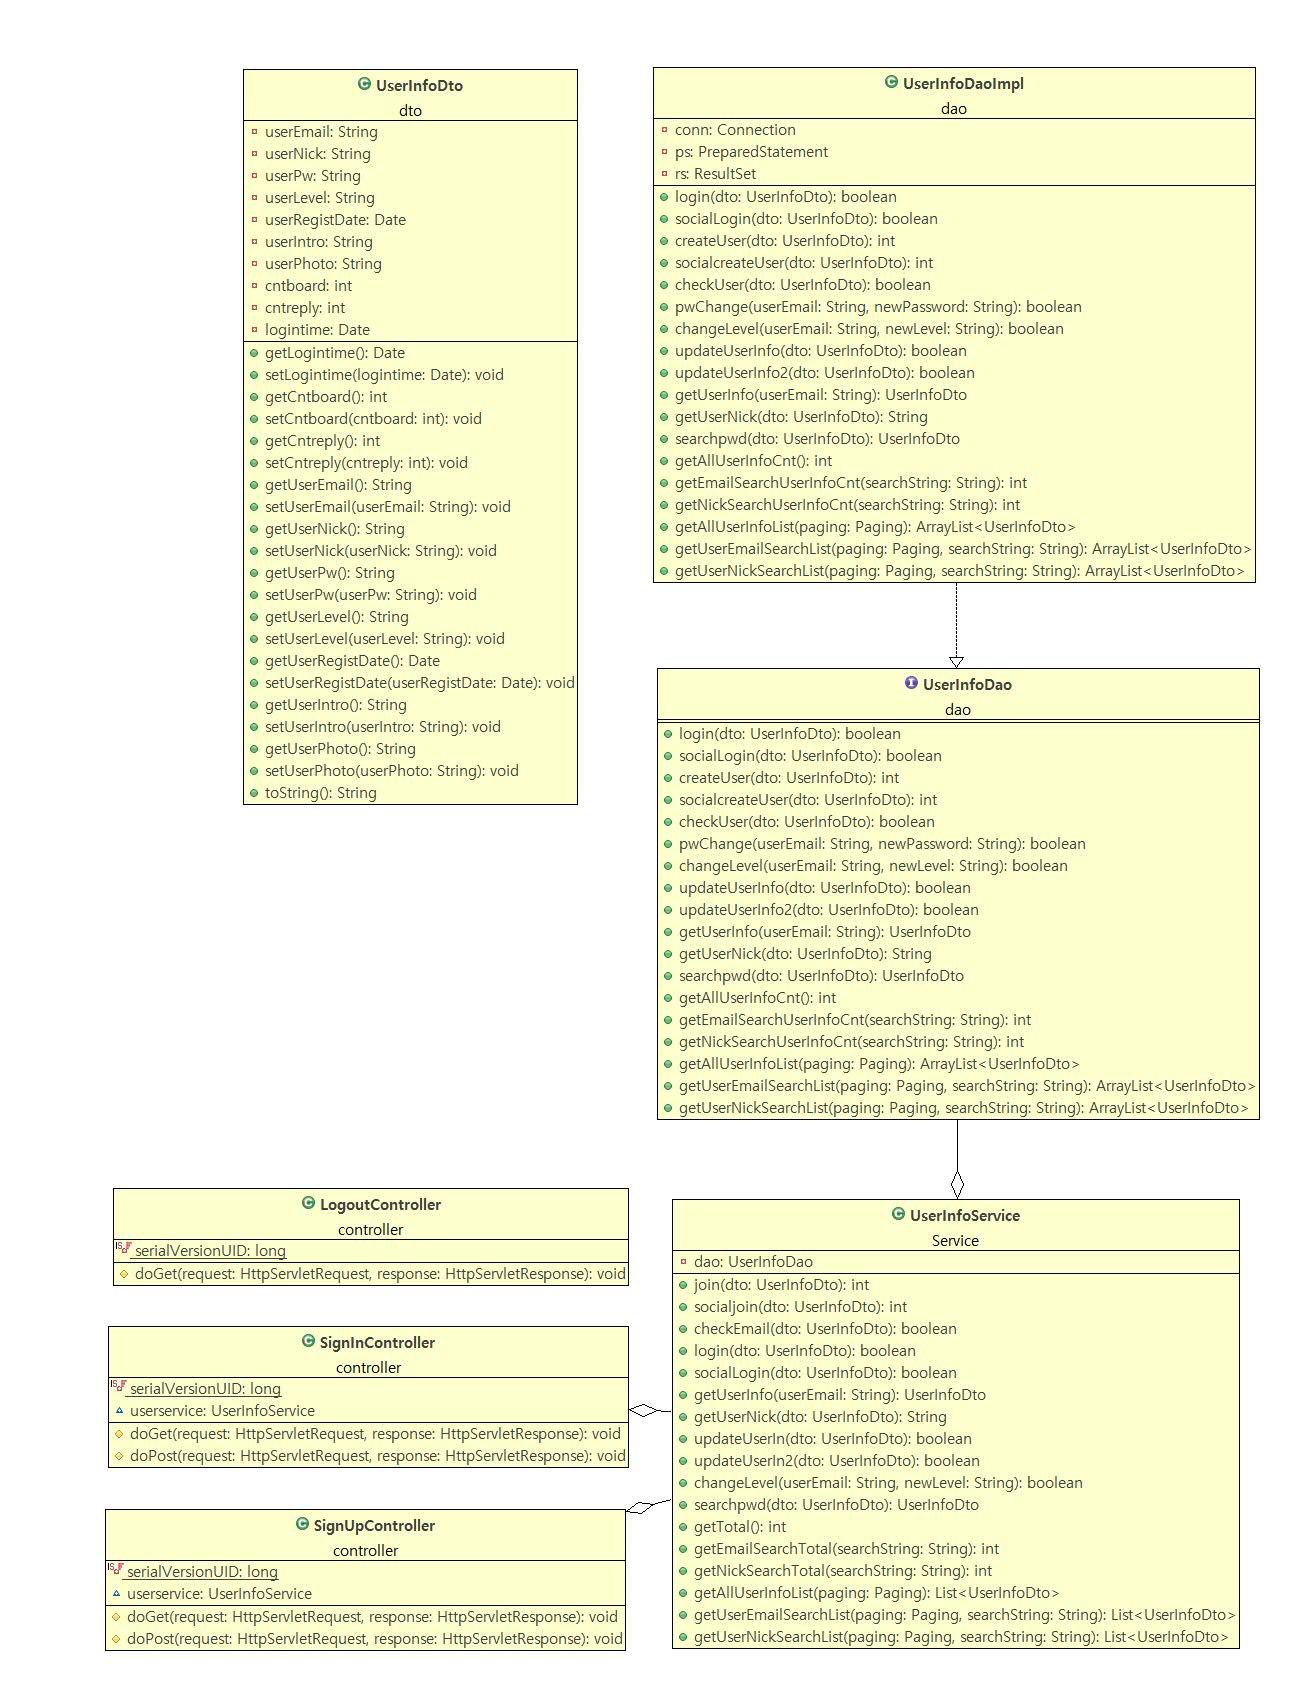 UserInfoDto
dto
userEmail: String
userNick: String
userPw: String
userLevel: String
userRegistDate: Date
userIntro: String
userPhoto: String
cntboard: int
cntreply: int
logintime: Date
getLogintime(): Date
setLogintime(logintime: Date): void
getCntboard(): int
setCntboard(cntboard: int): void
getCntreply(): int
setCntreply(cntreply: int): void
getUserEmail(): String
setUserEmail(userEmail: String): void
getUserNick(): String
setUserNick(userNick: String): void
getUserPw(): String
setUserPw(userPw: String): void
getUserLevel(): String
setUserLevel(userLevel: String): void
getUserRegistDate(): Date
setUserRegistDate(userRegistDate: Date): void
getUserIntro(): String
setUserIntro(userIntro: String): void
getUserPhoto(): String
setUserPhoto(userPhoto: String): void
toString(): String
UserInfoDaoImpl
dao
conn: Connection
ps: PreparedStatement
rs: ResultSet
login(dto: UserInfoDto): boolean
socialLogin(dto: UserInfoDto): boolean
createUser(dto: UserInfoDto): int
socialcreateUser(dto: UserInfoDto): int
checkUser(dto: UserInfoDto): boolean
pwChange(userEmail: String, newPassword: String): boolean
changeLevel(userEmail: String, newLevel: String): boolean
updateUserInfo(dto: UserInfoDto): boolean
updateUserInfo2(dto: UserInfoDto): boolean
getUserInfo(userEmail: String): UserInfoDto
getUserNick(dto: UserInfoDto): String
searchpwd(dto: UserInfoDto): UserInfoDto
getAllUserInfoCnt(): int
getEmailSearchUserInfoCnt(searchString: String): int
getNickSearchUserInfoCnt(searchString: String): int
getAllUserInfoList(paging: Paging): ArrayList<UserInfoDto>
getUserEmailSearchList(paging: Paging, searchString: String): ArrayList<UserInfoDto>
getUserNickSearchList(paging: Paging, searchString: String): ArrayList<UserInfoDto>
UserInfoDao
dao
login(dto: UserInfoDto): boolean
socialLogin(dto: UserInfoDto): boolean
createUser(dto: UserInfoDto): int
socialcreateUser(dto: UserInfoDto): int
checkUser(dto: UserInfoDto): boolean
pwChange(userEmail: String, newPassword: String): boolean
changeLevel(userEmail: String, newLevel: String): boolean
updateUserInfo(dto: UserInfoDto): boolean
updateUserInfo2(dto: UserInfoDto): boolean
getUserInfo(userEmail: String): UserInfoDto
getUserNick(dto: UserInfoDto): String
searchpwd(dto: UserInfoDto): UserInfoDto
getAllUserInfoCnt(): int
getEmailSearchUserInfoCnt(searchString: String): int
getNickSearchUserInfoCnt(searchString: String): int
getAllUserInfoList(paging: Paging): ArrayList<UserInfoDto>
getUserEmailSearchList(paging: Paging, searchString: String): ArrayList<UserInfoDto>
getUserNickSearchList(paging: Paging, searchString: String): ArrayList<UserInfoDto>
LogoutController
controller
serialVersionUID: long
doGet(request: HttpServletRequest, response: HttpServletResponse): void
SignInController
controller
serialVersionUID: long
userservice: UserInfoService
doGet(request: HttpServletRequest, response: HttpServletResponse): void
doPost(request: HttpServletRequest, response: HttpServletResponse): void
SignUpController
controller
serialVersionUID: long
userservice: UserInfoService
doGet(request: HttpServletRequest, response: HttpServletResponse): void
doPost(request: HttpServletRequest, response: HttpServletResponse): void
UserInfoService
Service
dao: UserInfoDao
join(dto: UserInfoDto): int
socialjoin(dto: UserInfoDto): int
checkEmail(dto: UserInfoDto): boolean
login(dto: UserInfoDto): boolean
socialLogin(dto: UserInfoDto): boolean
getUserInfo(userEmail: String): UserInfoDto
getUserNick(dto: UserInfoDto): String
updateUserIn(dto: UserInfoDto): boolean
updateUserIn2(dto: UserInfoDto): boolean
changeLevel(userEmail: String, newLevel: String): boolean
searchpwd(dto: UserInfoDto): UserInfoDto
getTotal(): int
getEmailSearchTotal(searchString: String): int
getNickSearchTotal(searchString: String): int
getAllUserInfoList(paging: Paging): List<UserInfoDto>
getUserEmailSearchList(paging: Paging, searchString: String): List<UserInfoDto>
getUserNickSearchList(paging: Paging, searchString: String): List<UserInfoDto>